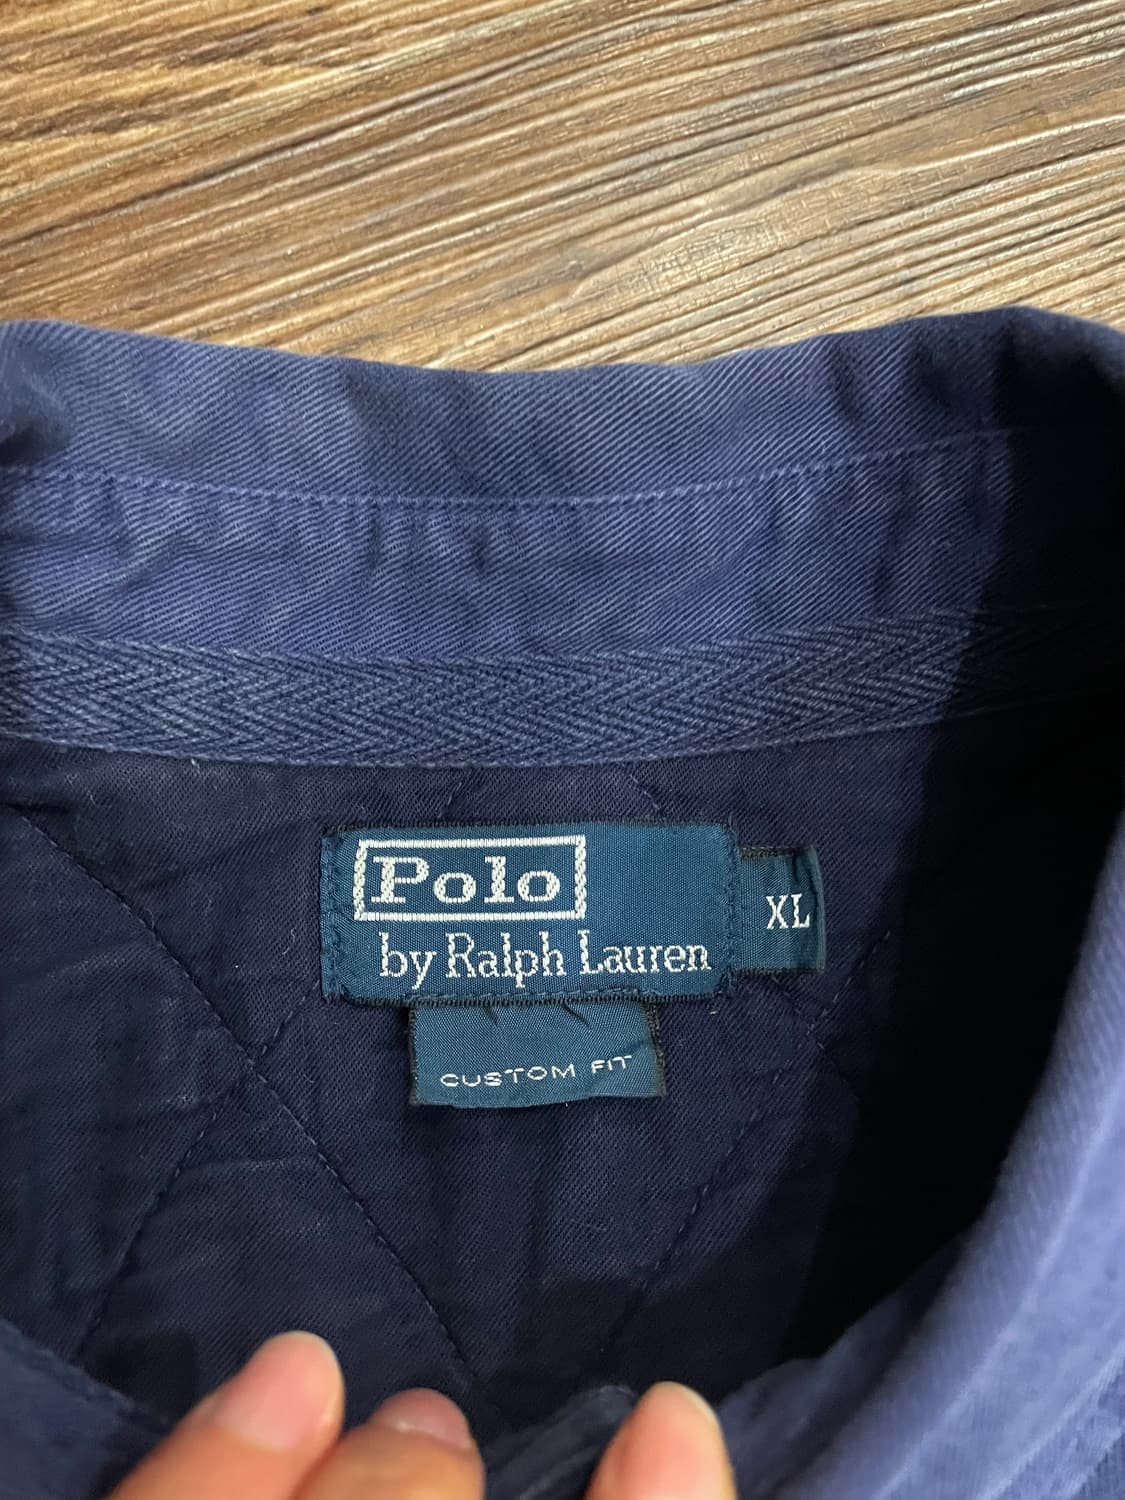 Polo
by Ralph Lauren
XL
CUSTOM FIT